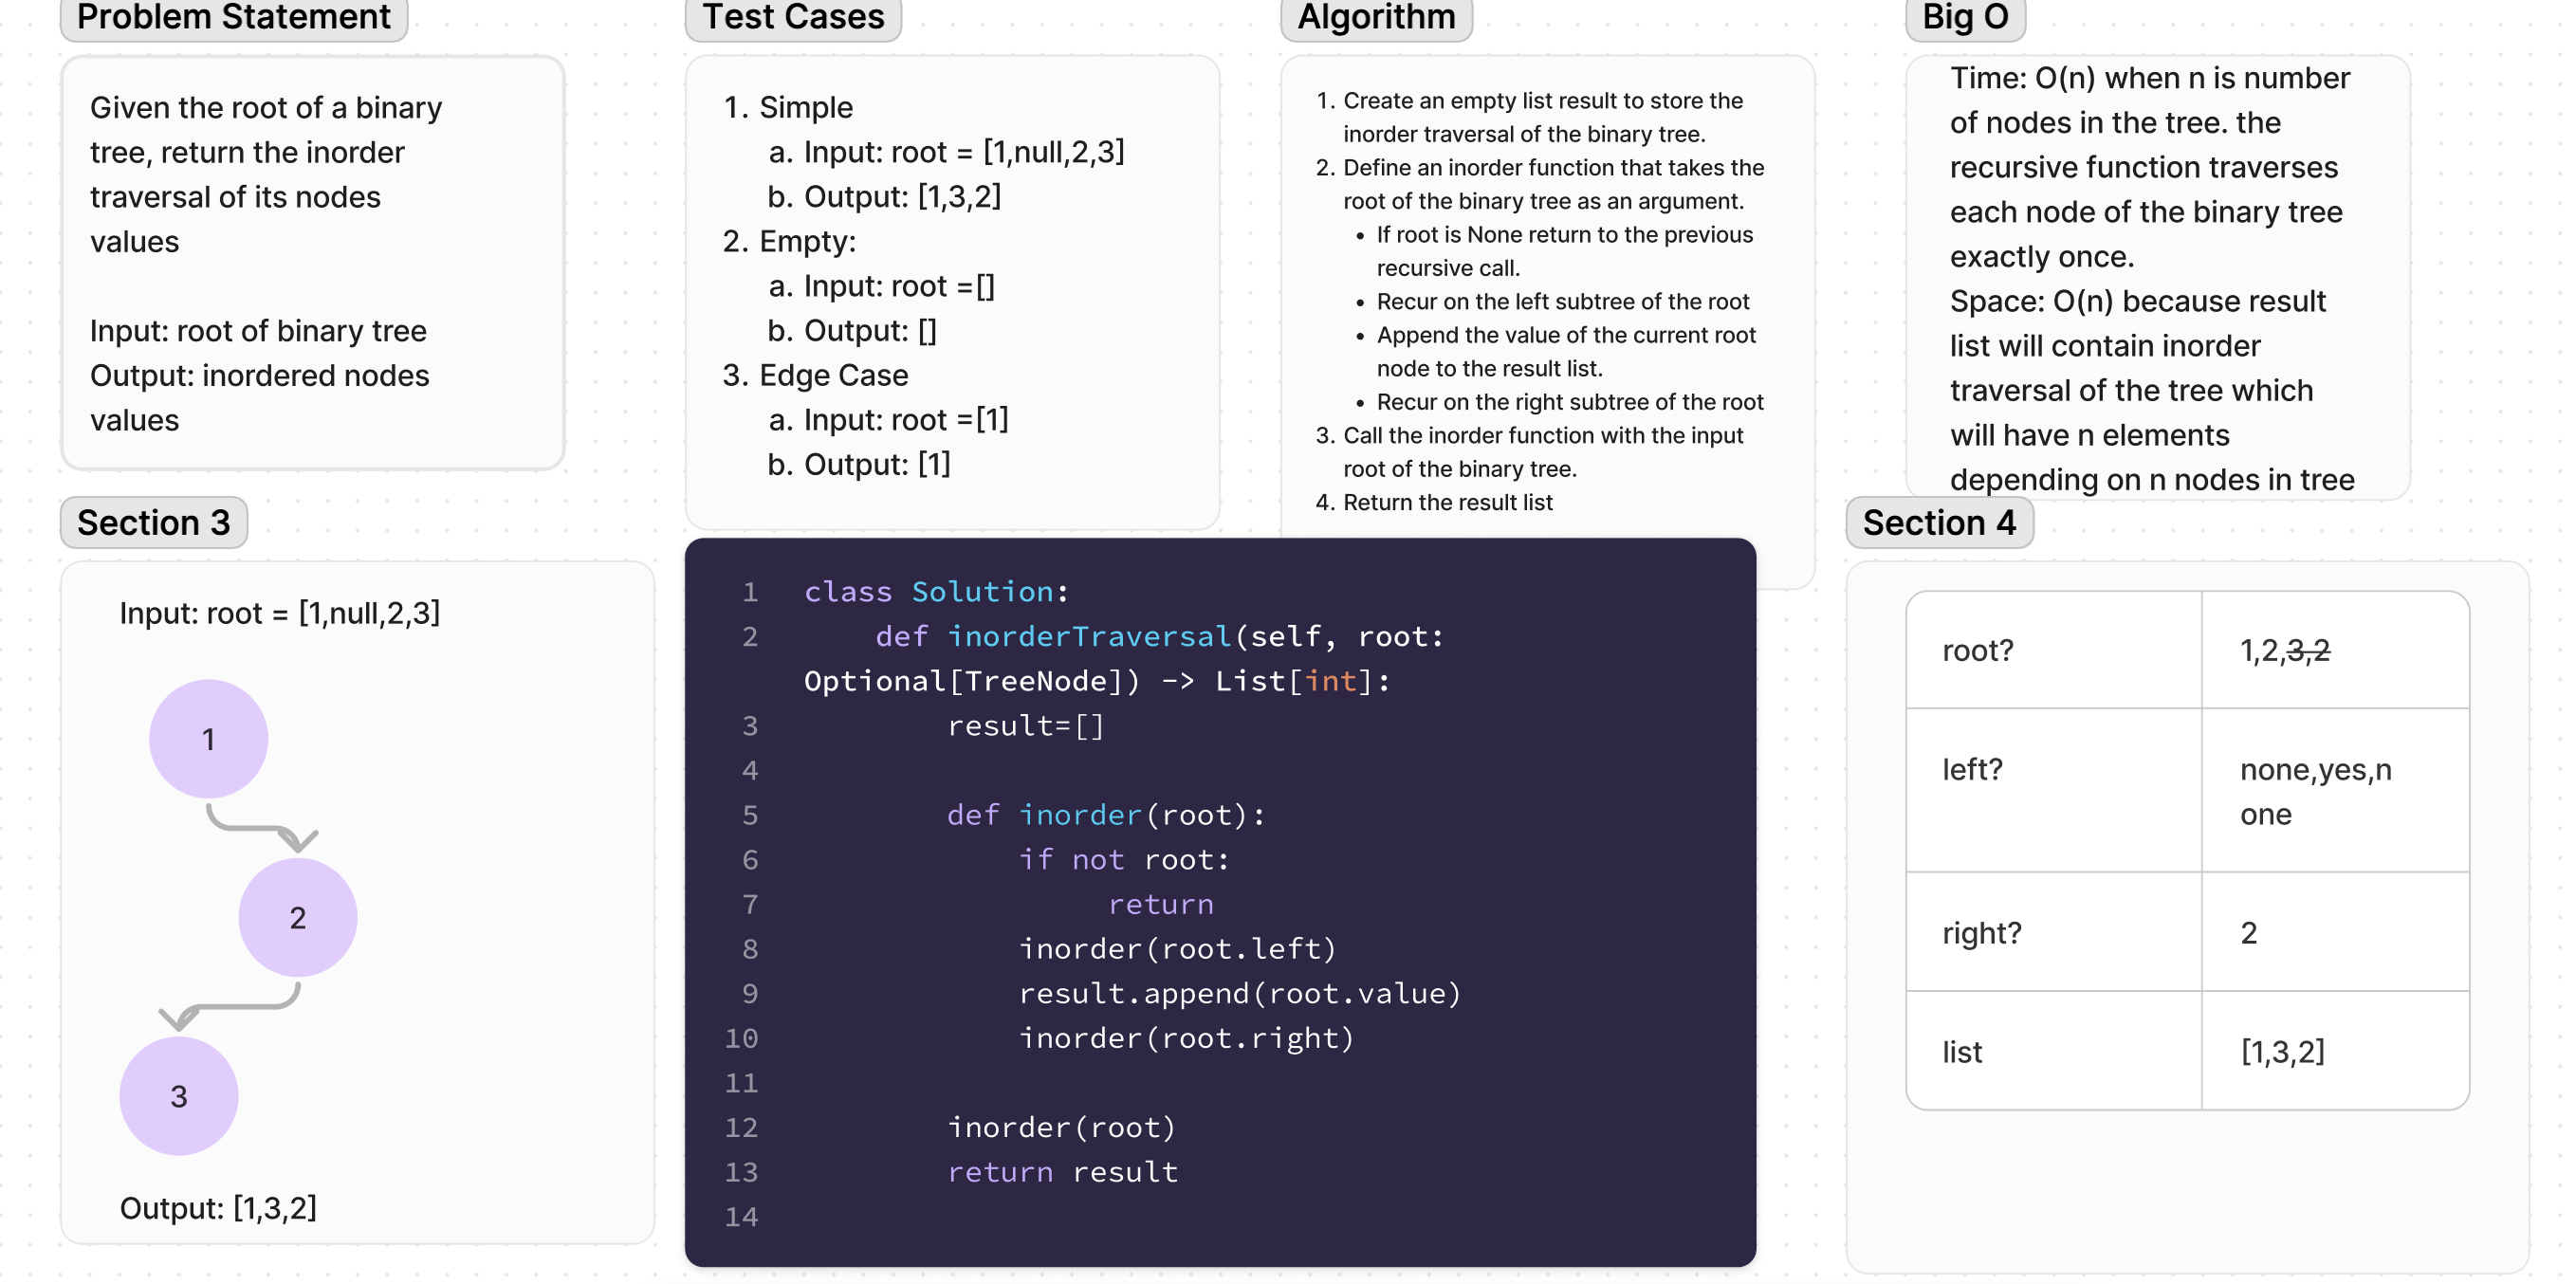 Problem Statement
Given the root of a binary
tree, return the inorder
traversal of its nodes
values
Input: root of binary tree
Output: inordered nodes
values
Test Cases
1. Simple
a. Input: root = [1,null,2,3]
b. Output: [1,3,2]
2. Empty:
a. Input: root =[]
b. Output: []
3. Edge Case
a. Input: root =[1]
b. Output: [1]
Algorithm
1. Create an empty list result to store the
inorder traversal of the binary tree.
2. Define an inorder function that takes the
root of the binary tree as an argument.
• If root is None return to the previous
recursive call.
• Recur on the left subtree of the root
• Append the value of the current root
node to the result list.
• Recur on the right subtree of the root
3. Call the inorder function with the input
root of the binary tree.
4. Return the result list
Big O
Time: O(n) when n is number
of nodes in the tree. the
recursive function traverses
each node of the binary tree
exactly once.
Space: O(n) because result
list will contain inorder
traversal of the tree which
will have n elements
depending on n nodes in tree
Section 3
Input: root = [1,null,2,3]
1
2
3
Output: [1,3,2]
1 class Solution:
2     def inorderTraversal(self, root:
Optional[TreeNode]) -> List[int]:
3         result=[]
4
5         def inorder(root):
6             if not root:
7                  return
8             inorder(root.left)
9             result.append(root.value)
10             inorder(root.right)
11
12         inorder(root)
13         return result
14
Section 4
root? 1,2,3,2
left? none,yes,n
one
right? 2
list [1,3,2]